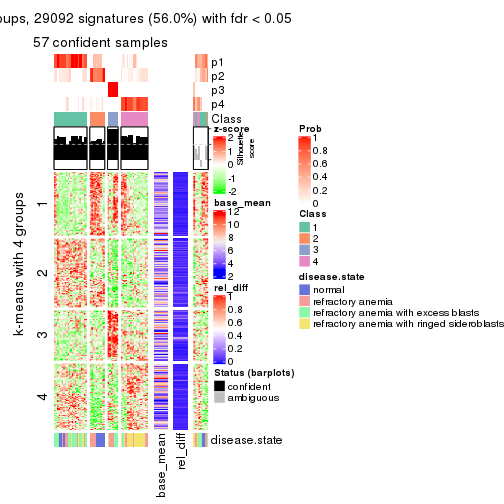 oups, 29092 signatures (56.0%) with fdr < 0.05
57 confident samples
p1
p2
p3
p4
Class
Silhouette
score
z-score
2
1
0
-1
-2
base_mean
12
10
8
6
4
2
rel_diff
1
0.8
0.6
0.4
0.2
0
Status (barplots)
confident
ambiguous
Prob
1
0.8
0.6
0.4
0.2
0
Class
1
2
3
4
disease.state
normal
refractory anemia
refractory anemia with excess blasts
refractory anemia with ringed sideroblasts
k-means with 4 groups
1
2
3
4
disease.state
base_mean
rel_diff